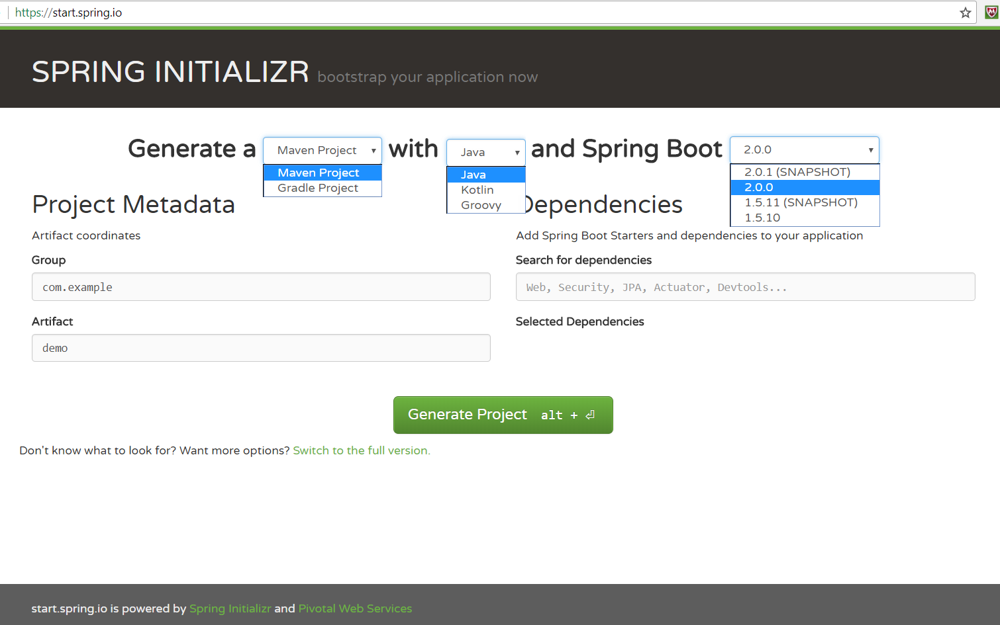 https://start.spring.io
SPRING INITIALIZR bootstrap your application now
Generate a Maven Project with Java and Spring Boot 2.0.0
Maven Project
Gradle Project
Java
Kotlin
Groovy
2.0.1 (SNAPSHOT)
2.0.0
1.5.11 (SNAPSHOT)
1.5.10
Project Metadata
Artifact coordinates
Group
com.example
Artifact
demo
Dependencies
Add Spring Boot Starters and dependencies to your application
Search for dependencies
Web, Security, JPA, Actuator, Devtools...
Selected Dependencies
Generate Project alt + ⏎
Don't know what to look for? Want more options? Switch to the full version.
start.spring.io is powered by Spring Initializr and Pivotal Web Services